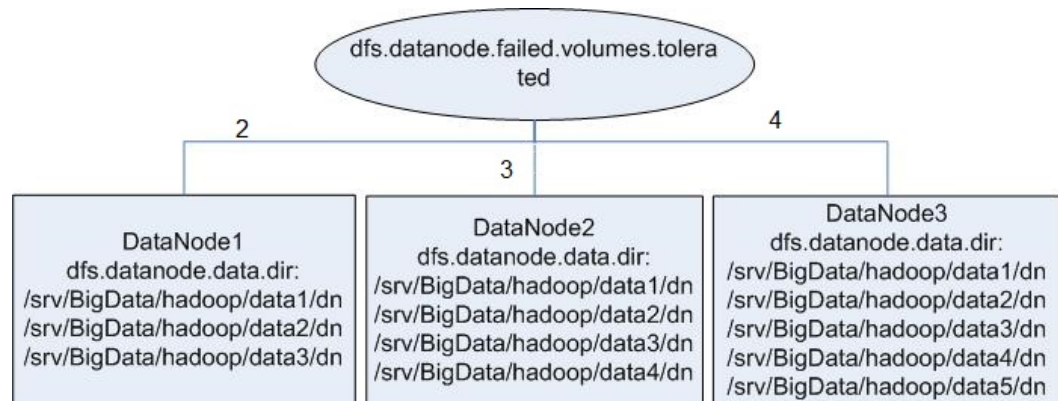 dfs.datanode.failed.volumes.tolera
ted
2
3
4
DataNode1
dfs.datanode.data.dir:
/srv/BigData/hadoop/data1/dn
/srv/BigData/hadoop/data2/dn
/srv/BigData/hadoop/data3/dn
DataNode2
dfs.datanode.data.dir:
/srv/BigData/hadoop/data1/dn
/srv/BigData/hadoop/data2/dn
/srv/BigData/hadoop/data3/dn
/srv/BigData/hadoop/data4/dn
DataNode3
dfs.datanode.data.dir:
/srv/BigData/hadoop/data1/dn
/srv/BigData/hadoop/data2/dn
/srv/BigData/hadoop/data3/dn
/srv/BigData/hadoop/data4/dn
/srv/BigData/hadoop/data5/dn